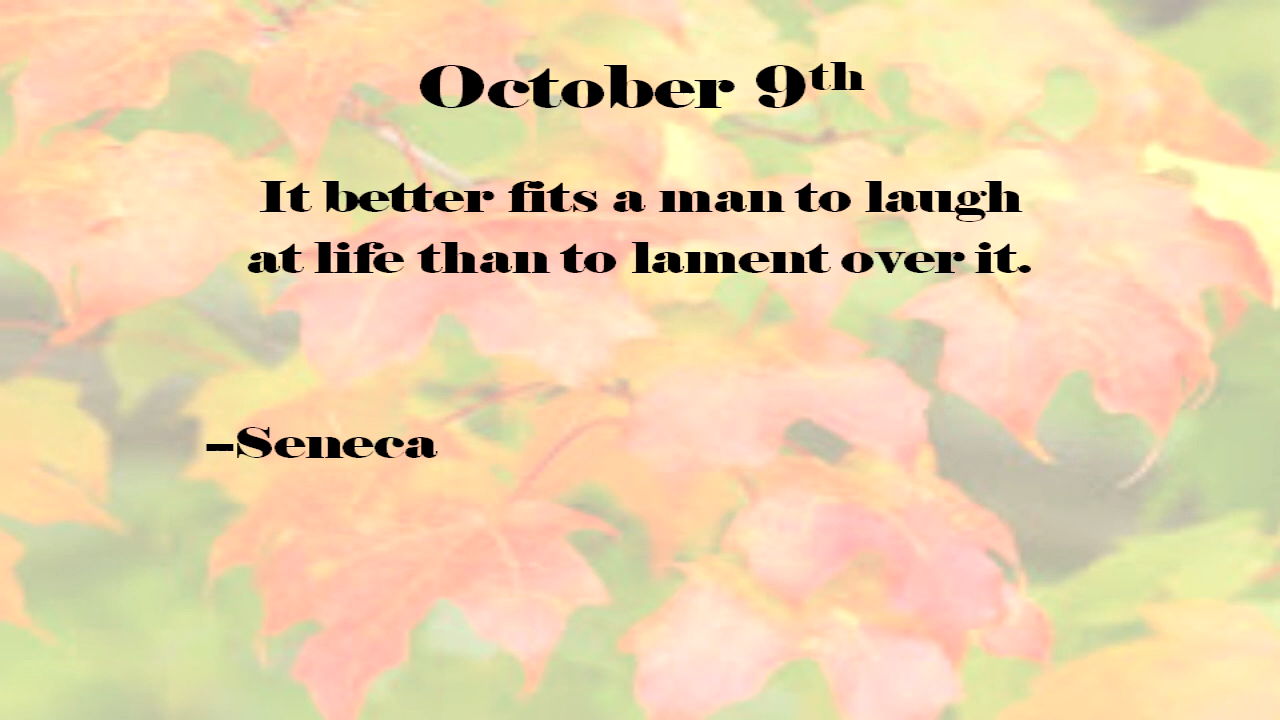 October 9th
It better fits a man to laugh
at life than to lament over it.
–Seneca